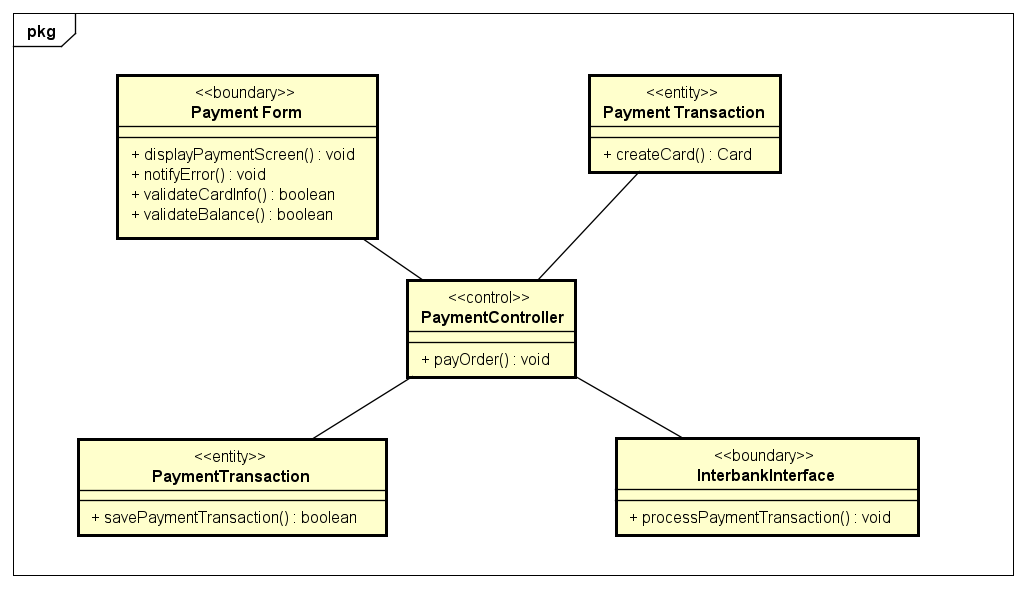 pkg
<<boundary>>
Payment Form
+ displayPaymentScreen() : void
+ notifyError() : void
+ validateCardInfo() : boolean
+ validateBalance() : boolean
<<entity>>
Payment Transaction
+ createCard() : Card
<<control>>
PaymentController
+ payOrder() : void
<<entity>>
PaymentTransaction
+ savePaymentTransaction() : boolean
<<boundary>>
InterbankInterface
+ processPaymentTransaction() : void